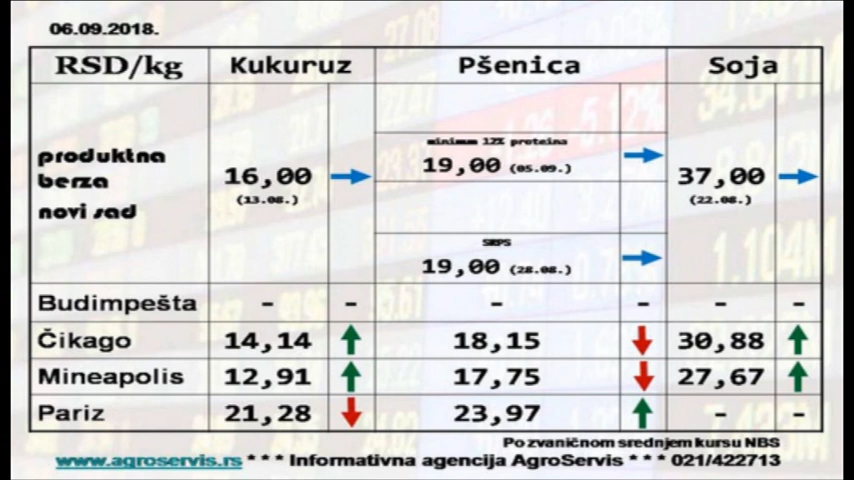 06.09.2018.
RSD/kg Kukuruz Pšenica Soja
minimum 12% proteina
produktna berza novi sad 16,00 (13.08.) 19,00 (05.09.) 37,00 (22.08.)
SRPS
19,00 (28.08.)
Budimpešta - - - - - -
Čikago 14,14 18,15 30,88
Mineapolis 12,91 17,75 27,67
Pariz 21,28 23,97 - -
Po zvaničnom srednjem kursu NBS
www.agroservis.rs * * * Informativna agencija AgroServis * * * 021/422713